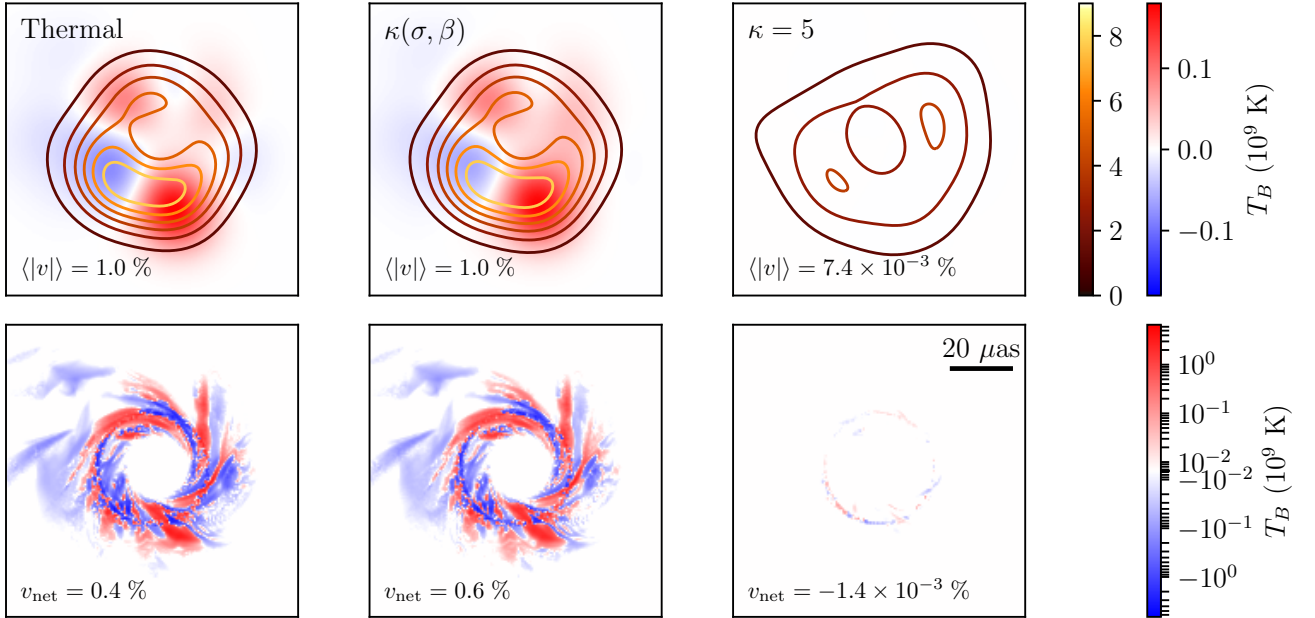 Thermal
⟨|v|⟩ = 1.0 %
κ(σ, β)
⟨|v|⟩ = 1.0 %
κ = 5
⟨|v|⟩ = 7.4 × 10⁻³ %
8
6
4
2
0
0.1
0.0
−0.1
T_B (10⁹ K)
v_net = 0.4 %
v_net = 0.6 %
20 μas
v_net = −1.4 × 10⁻³ %
10⁰
10⁻¹
10⁻²
−10⁻²
−10⁻¹
−10⁰
T_B (10⁹ K)